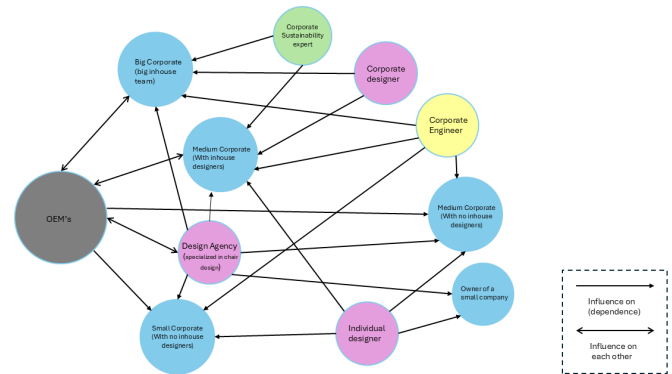 Corporate
Sustainability
expert
Big Corporate
(big inhouse
team)
Corporate
designer
Corporate
Engineer
Medium Corporate
(With inhouse
designers)
OEM's
Medium Corporate
(With no inhouse
designers)
Design Agency
(specialized in chair
design)
Owner of a
small company
Small Corporate
(With no inhouse
designers)
Individual
designer
Influence on
(dependence)
Influence on
each other